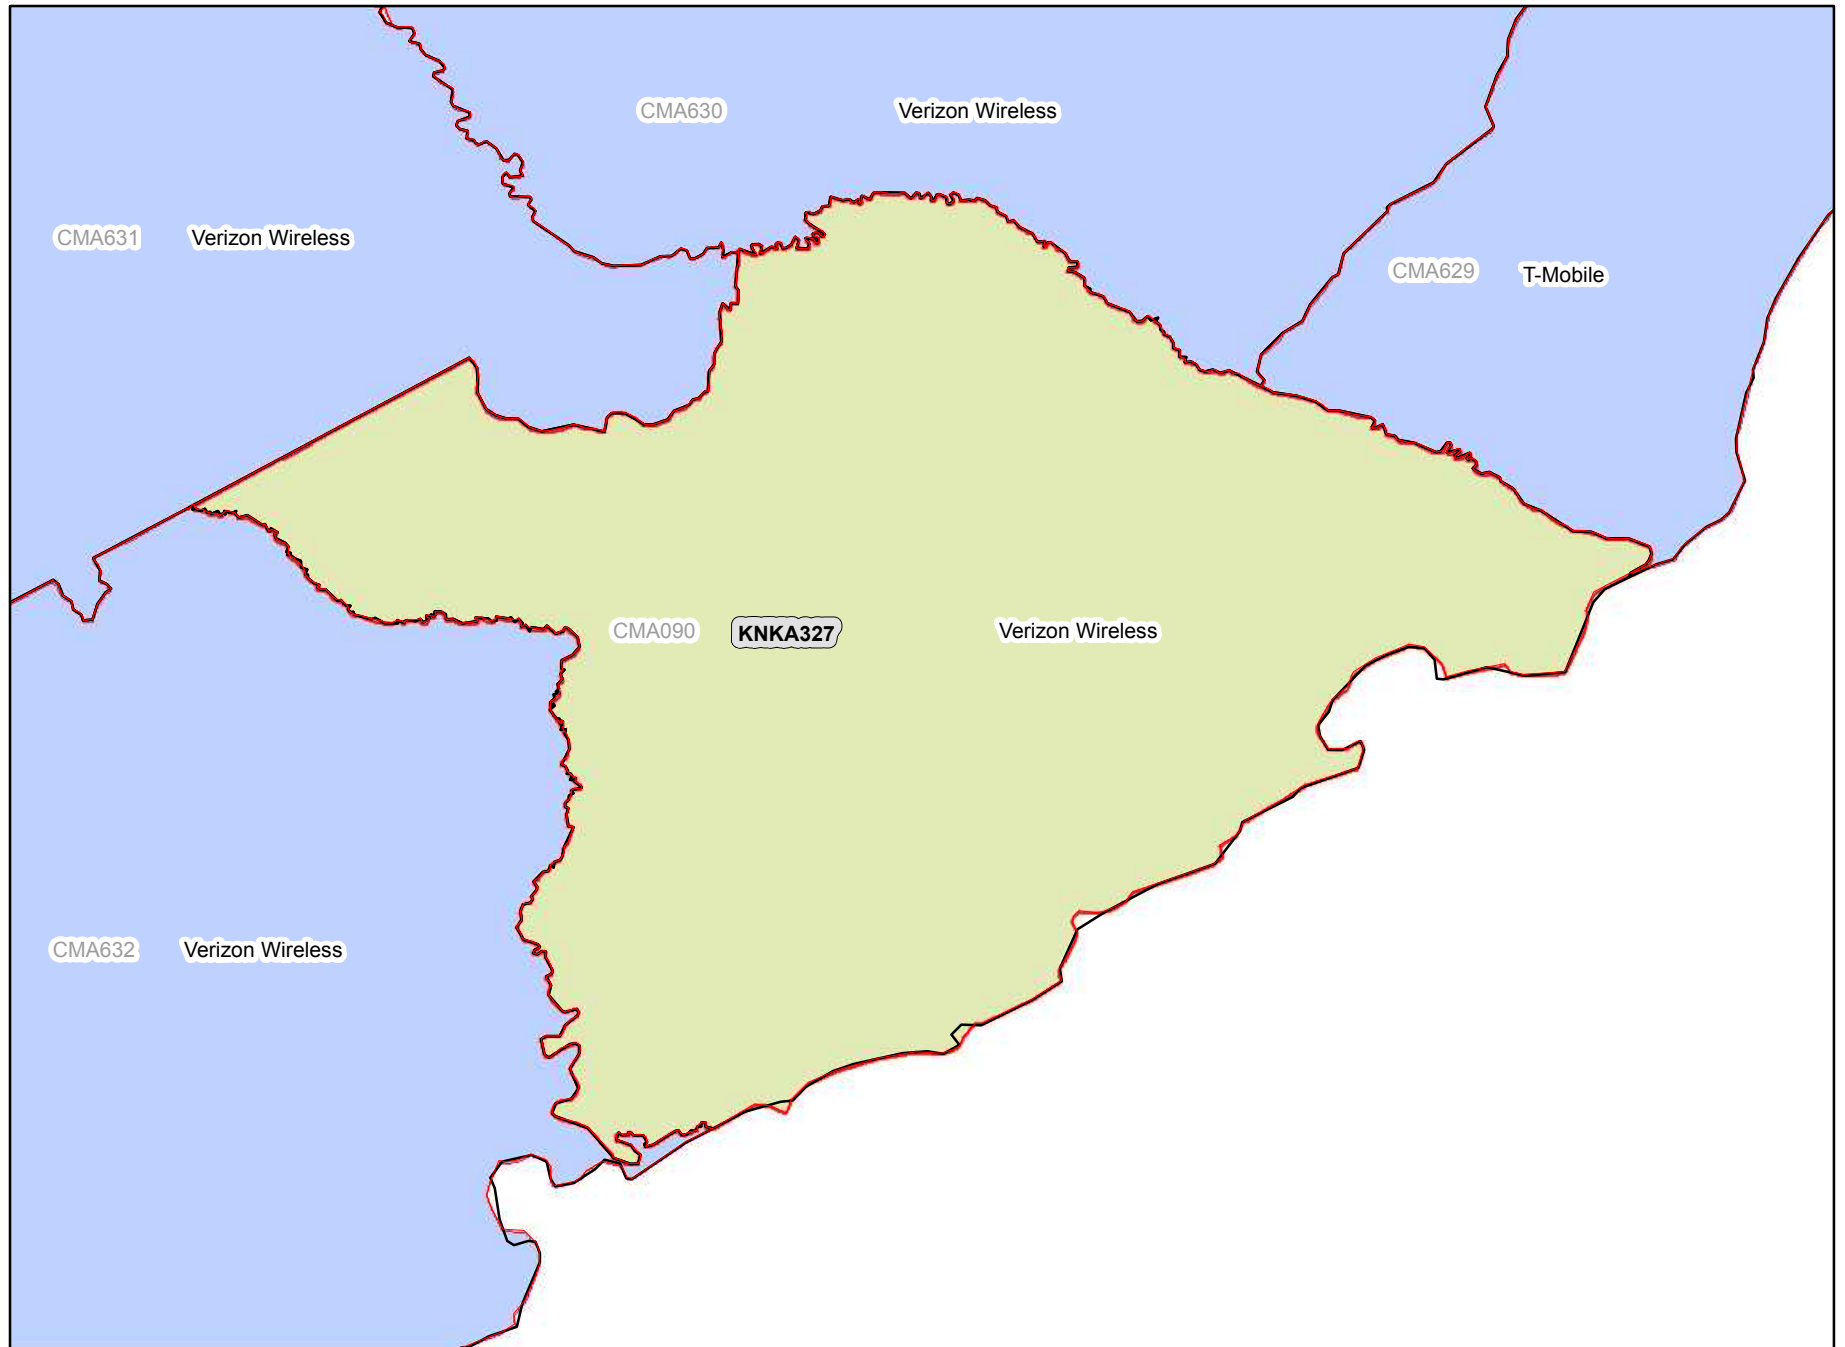 CMA630 Verizon Wireless
CMA631 Verizon Wireless
CMA629 T-Mobile
CMA090 KNKA327 Verizon Wireless
CMA632 Verizon Wireless